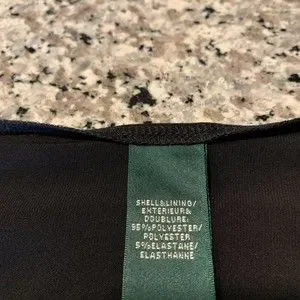 SHELL&LINING/
EXTERIEUR&
DOUBLURE:
95%POLYESTER/
POLYESTER
5%ELASTANE/
ELASTHANNE